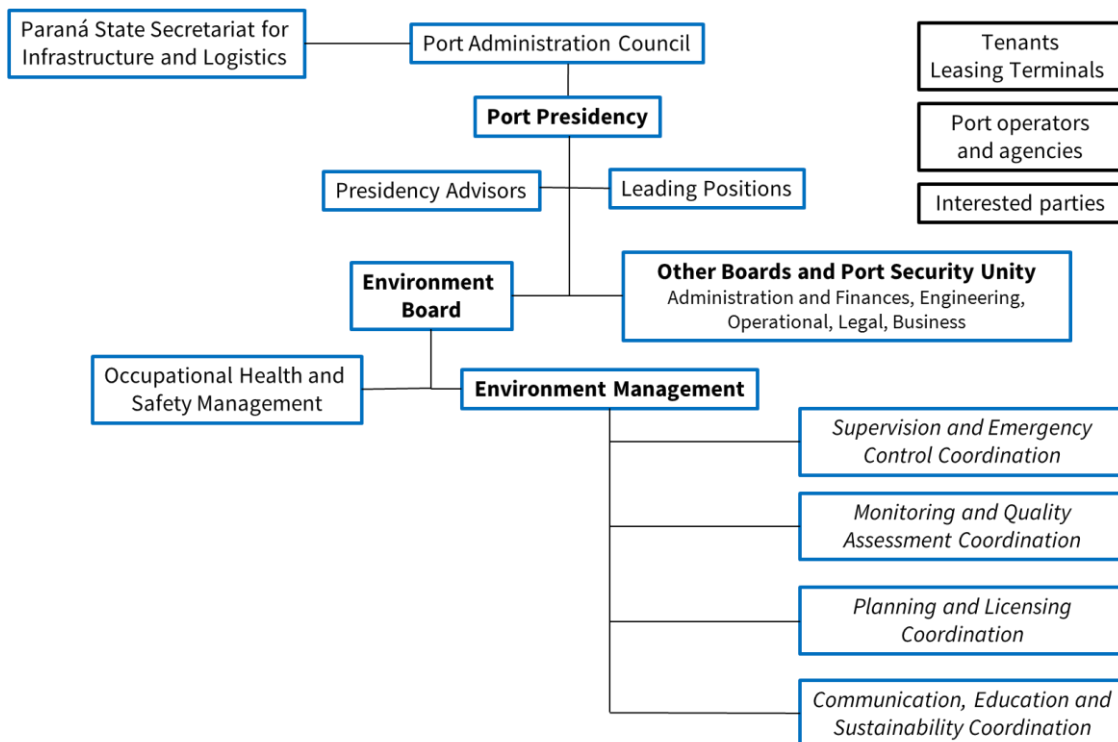 Paraná State Secretariat for
Infrastructure and Logistics
Port Administration Council
Tenants
Leasing Terminals
Port Presidency
Port operators
and agencies
Presidency Advisors
Leading Positions
Interested parties
Environment
Board
Other Boards and Port Security Unity
Administration and Finances, Engineering,
Operational, Legal, Business
Occupational Health and
Safety Management
Environment Management
Supervision and Emergency
Control Coordination
Monitoring and Quality
Assessment Coordination
Planning and Licensing
Coordination
Communication, Education and
Sustainability Coordination